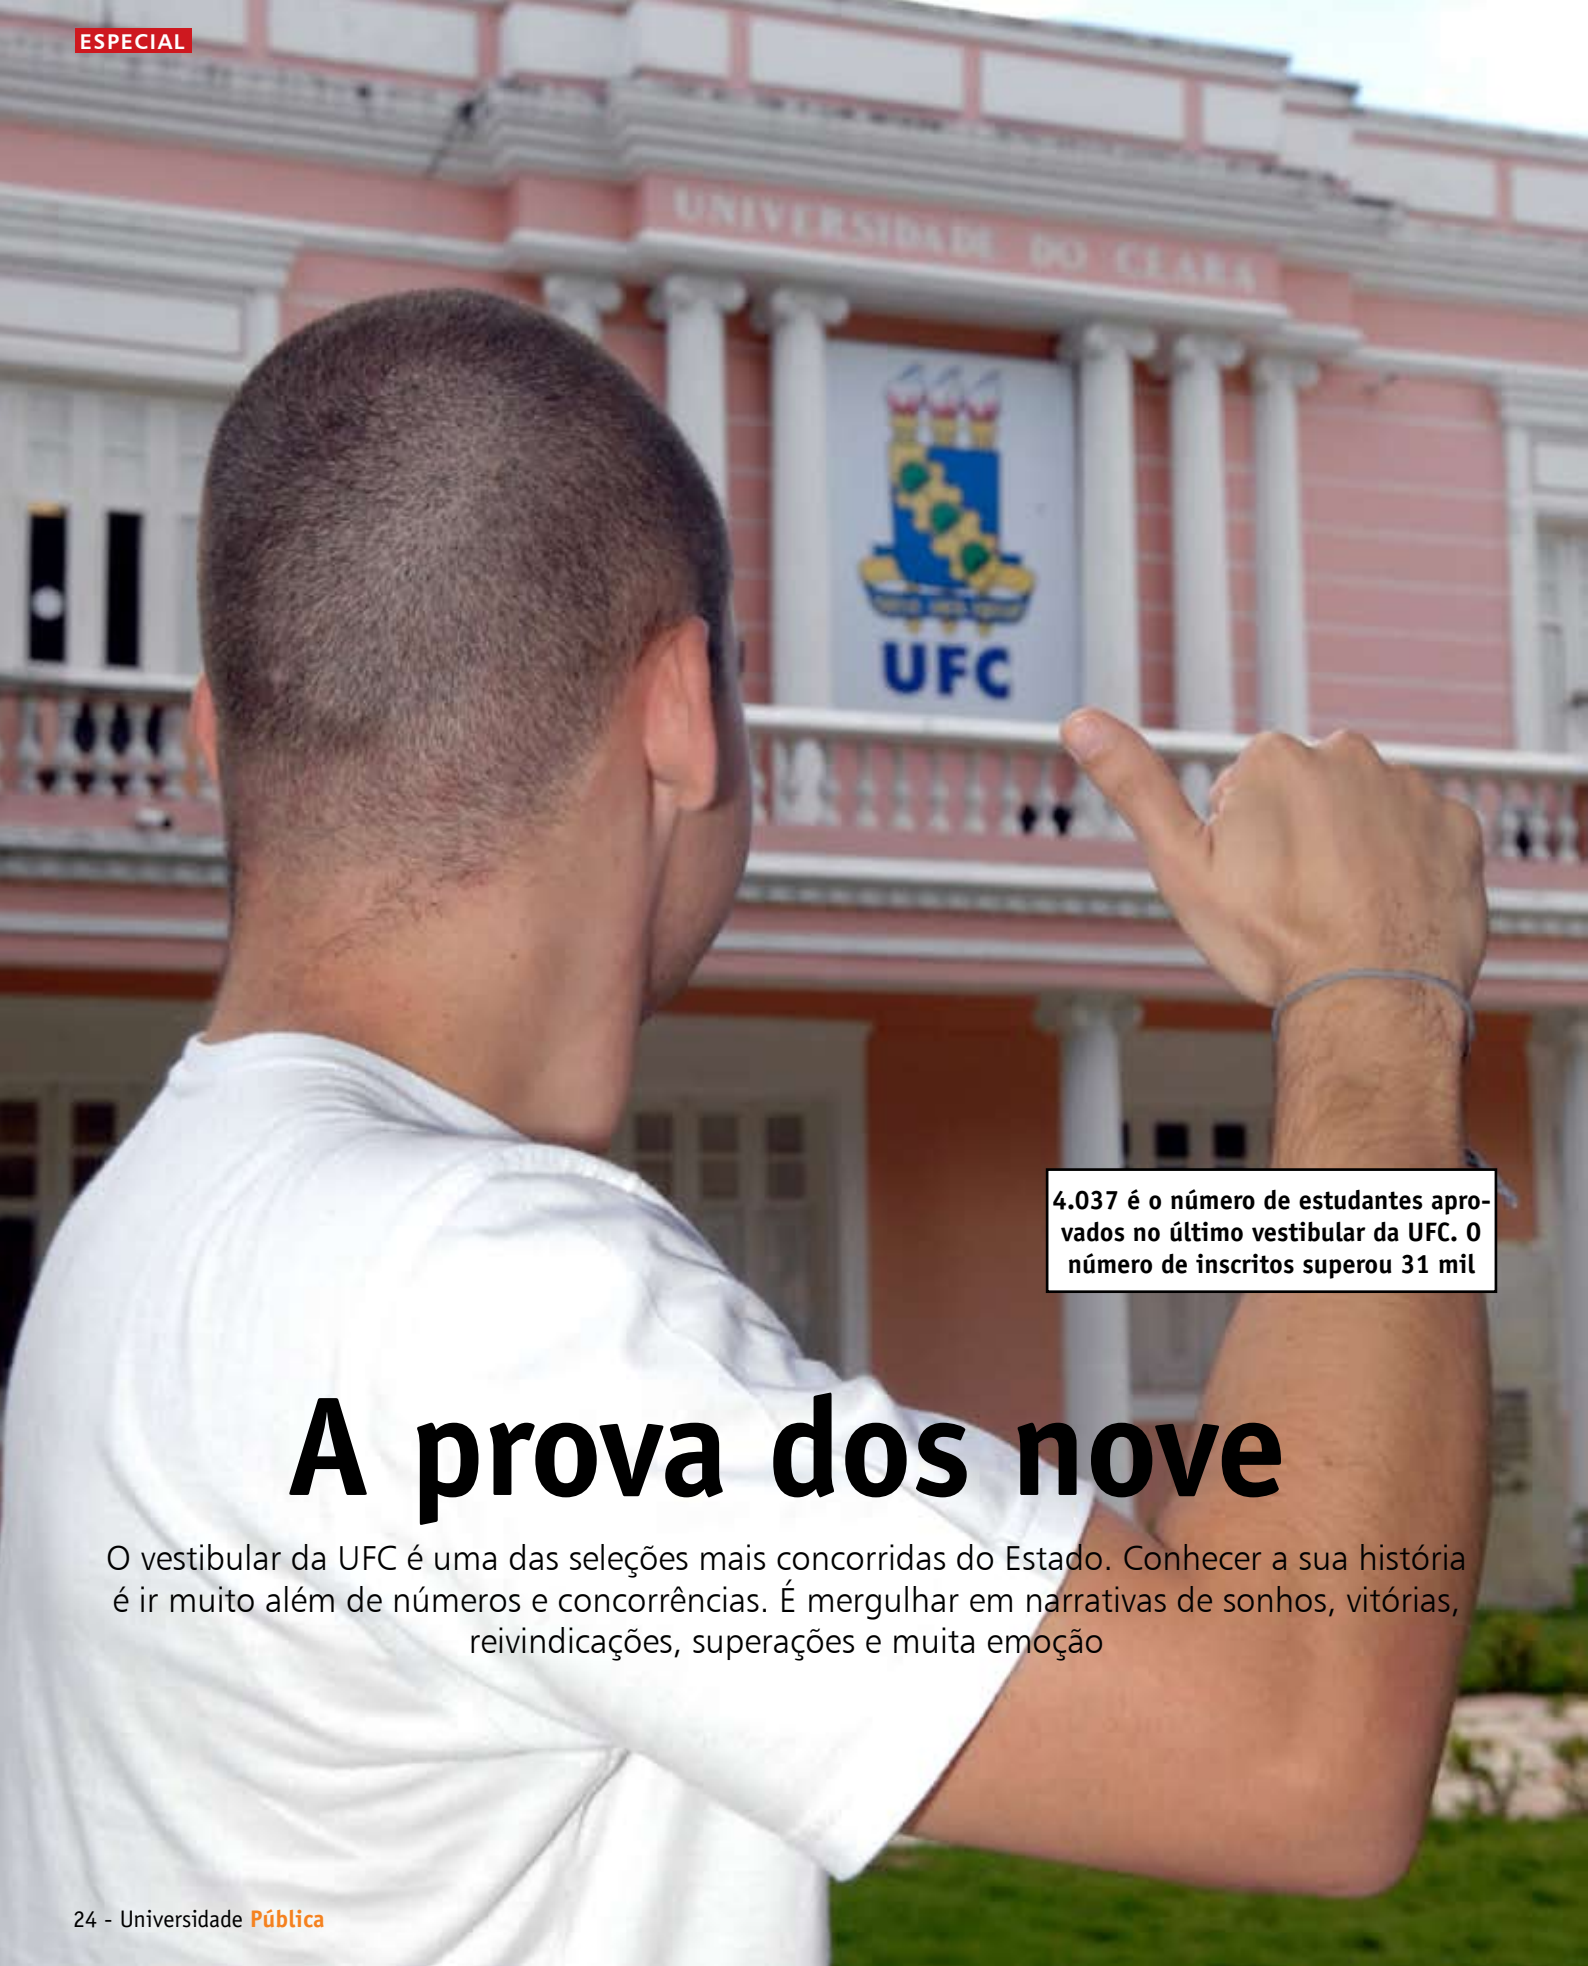 ESPECIAL
UNIVERSIDADE DO CEARÁ
UFC
4.037 é o número de estudantes apro-
vados no último vestibular da UFC. O
número de inscritos superou 31 mil
A prova dos nove
O vestibular da UFC é uma das seleções mais concorridas do Estado. Conhecer a sua história
é ir muito além de números e concorrências. É mergulhar em narrativas de sonhos, vitórias,
reivindicações, superações e muita emoção
24 - Universidade Pública